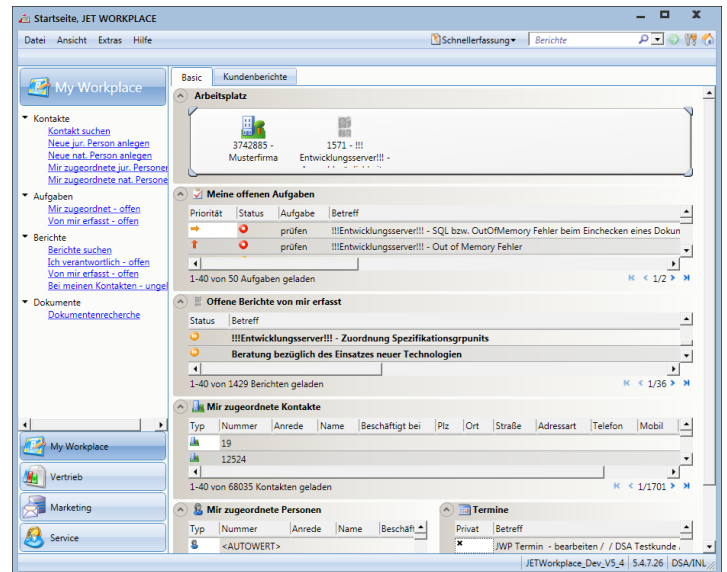 Startseite, JET WORKPLACE
Datei Ansicht Extras Hilfe
Schnellerfassung
Berichte
My Workplace
Kontakte
Kontakt suchen
Neue jur. Person anlegen
Neue nat. Person anlegen
Mir zugeordnete jur. Persone
Mir zugeordnete nat. Persone
Aufgaben
Mir zugeordnet - offen
Von mir erfasst - offen
Berichte
Berichte suchen
Ich verantwortlich - offen
Von mir erfasst - offen
Bei meinen Kontakten - ungel
Dokumente
Dokumentenrecherche
My Workplace
Vertrieb
Marketing
Service
Basic Kundenberichte
Arbeitsplatz
3742885 - Musterfirma
1571 - !!!
Entwicklungsserver!!! -
Meine offenen Aufgaben
Priorität Status Aufgabe Betreff
prüfen !!!Entwicklungsserver!!! - SQL bzw. OutOfMemory Fehler beim Einchecken eines Dokun
prüfen !!!Entwicklungsserver!!! - Out of Memory Fehler
1-40 von 50 Aufgaben geladen 1/2
Offene Berichte von mir erfasst
Status Betreff
!!!Entwicklungsserver!!! - Zuordnung Spezifikationsgrpunits
Beratung bezüglich des Einsatzes neuer Technologien
1-40 von 1429 Berichten geladen 1/36
Mir zugeordnete Kontakte
Typ Nummer Anrede Name Beschäftigt bei Plz Ort Straße Adressart Telefon Mobil
19
12524
1-40 von 68035 Kontakten geladen 1/1701
Mir zugeordnete Personen
Typ Nummer Anrede Name Beschäft
<AUTOWERT>
Termine
Privat Betreff
JWP Termin - bearbeiten / / DSA Testkunde
JETWorkplace_Dev_V5_4 5.4.7.26 DSA/INL